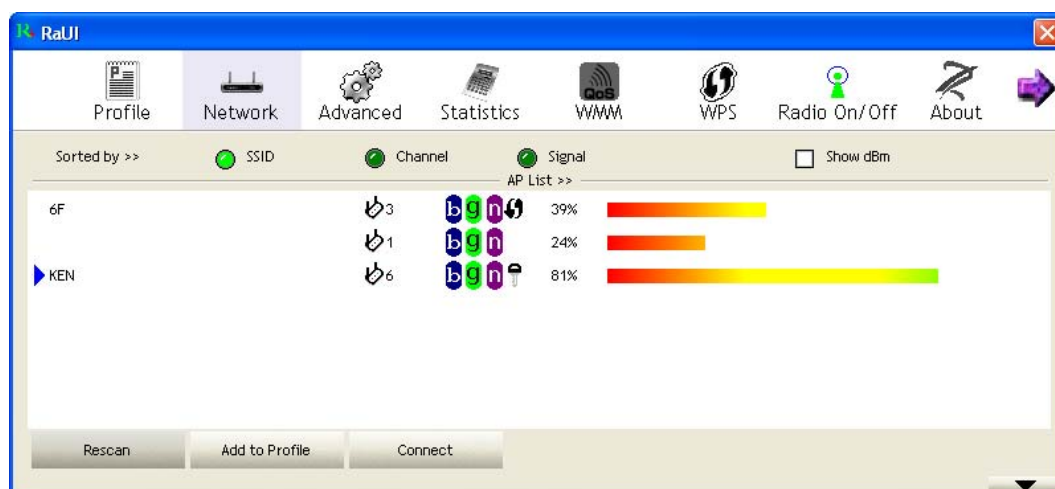 RaUI
Profile Network Advanced Statistics QoS WMM WPS Radio On/Off About
Sorted by >> SSID Channel Signal Show dBm
AP List >>
6F 3 b g n 39%
1 b g n 24%
KEN 6 b g n 81%
Rescan Add to Profile Connect